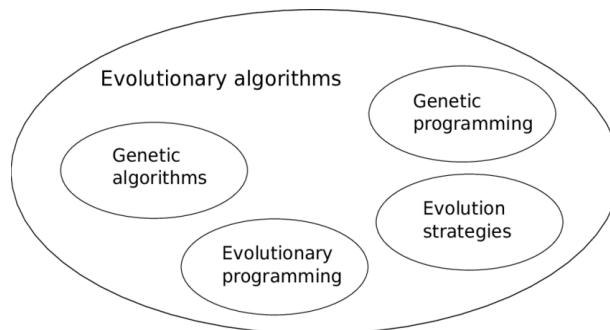 Evolutionary algorithms
Genetic
programming
Genetic
algorithms
Evolution
strategies
Evolutionary
programming